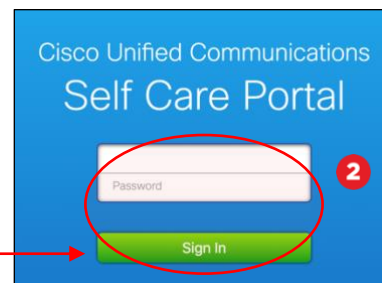 Cisco Unified Communications
Self Care Portal
Password
2
Sign In